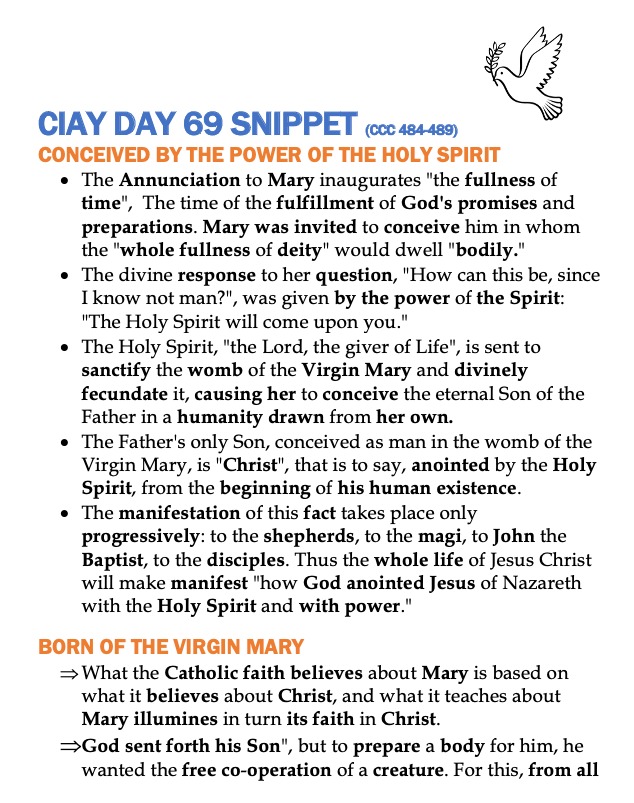 CIAY DAY 69 SNIPPET (CCC 484-489)
CONCEIVED BY THE POWER OF THE HOLY SPIRIT
• The Annunciation to Mary inaugurates "the fullness of
time",  The time of the fulfillment of God's promises and
preparations. Mary was invited to conceive him in whom
the "whole fullness of deity" would dwell "bodily."
• The divine response to her question, "How can this be, since
I know not man?", was given by the power of the Spirit:
"The Holy Spirit will come upon you."
• The Holy Spirit, "the Lord, the giver of Life", is sent to
sanctify the womb of the Virgin Mary and divinely
fecundate it, causing her to conceive the eternal Son of the
Father in a humanity drawn from her own.
• The Father's only Son, conceived as man in the womb of the
Virgin Mary, is "Christ", that is to say, anointed by the Holy
Spirit, from the beginning of his human existence.
• The manifestation of this fact takes place only
progressively: to the shepherds, to the magi, to John the
Baptist, to the disciples. Thus the whole life of Jesus Christ
will make manifest "how God anointed Jesus of Nazareth
with the Holy Spirit and with power."
BORN OF THE VIRGIN MARY
⇒ What the Catholic faith believes about Mary is based on
what it believes about Christ, and what it teaches about
Mary illumines in turn its faith in Christ.
⇒ God sent forth his Son", but to prepare a body for him, he
wanted the free co-operation of a creature. For this, from all